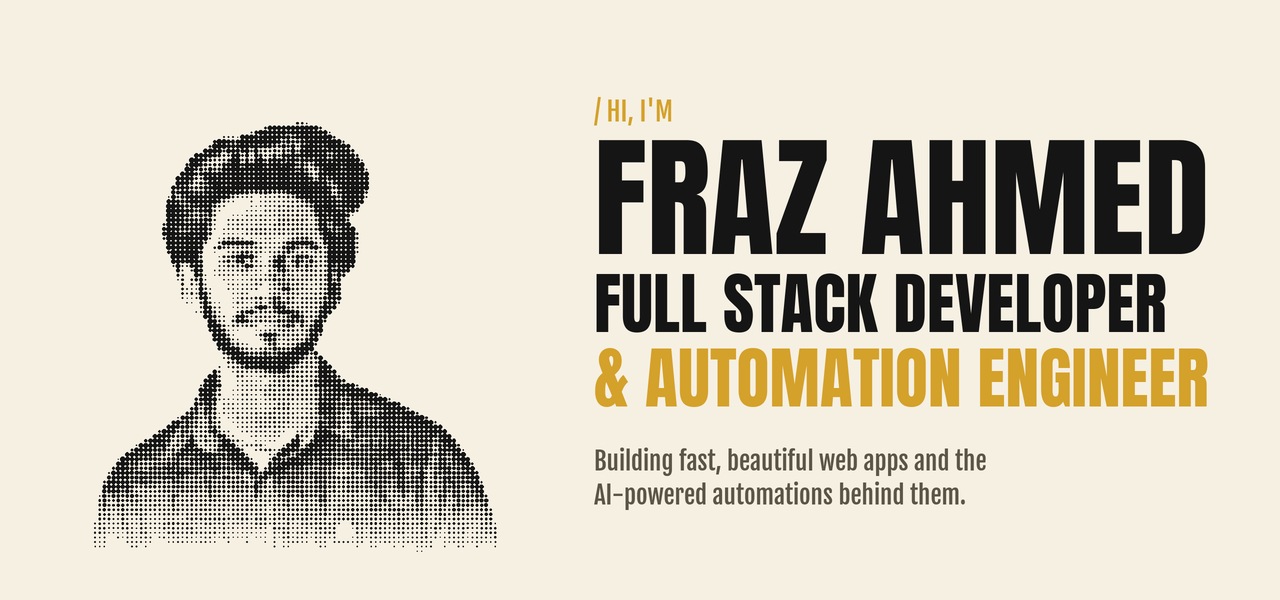 / HI, I'M
FRAZ AHMED
FULL STACK DEVELOPER
& AUTOMATION ENGINEER
Building fast, beautiful web apps and the
AI-powered automations behind them.